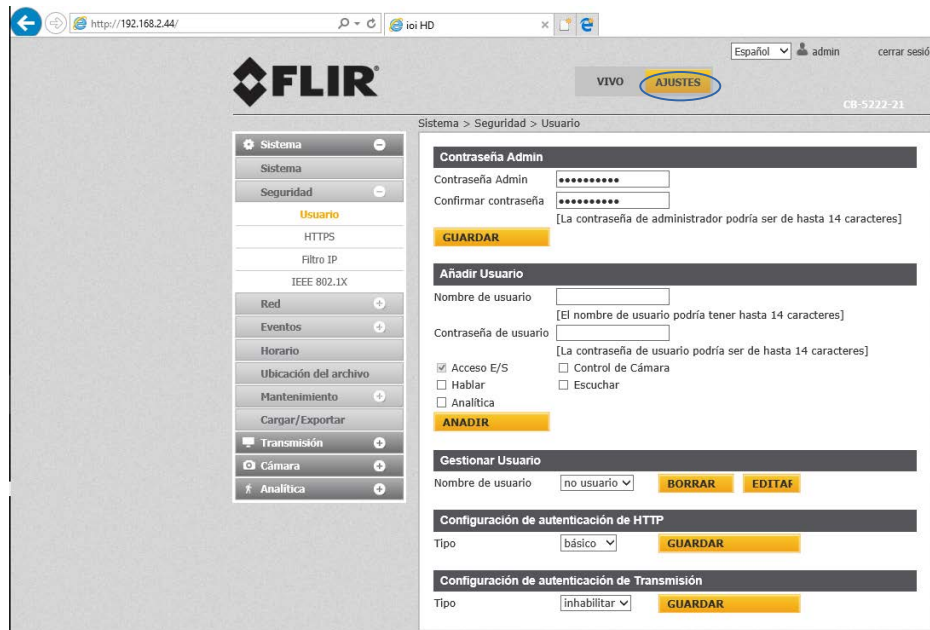 http://192.168.2.44/
ioi HD
Español admin cerrar sesió
FLIR
VIVO AJUSTES
CB-5222-21
Sistema > Seguridad > Usuario
Sistema
Sistema
Seguridad
Usuario
HTTPS
Filtro IP
IEEE 802.1X
Red
Eventos
Horario
Ubicación del archivo
Mantenimiento
Cargar/Exportar
Transmisión
Cámara
Analítica
Contraseña Admin
Contraseña Admin ••••••••••
Confirmar contraseña ••••••••••
[La contraseña de administrador podría ser de hasta 14 caracteres]
GUARDAR
Añadir Usuario
Nombre de usuario
[El nombre de usuario podría tener hasta 14 caracteres]
Contraseña de usuario
[La contraseña de usuario podría ser de hasta 14 caracteres]
Acceso E/S Control de Cámara
Hablar Escuchar
Analítica
ANADIR
Gestionar Usuario
Nombre de usuario no usuario BORRAR EDITAR
Configuración de autenticación de HTTP
Tipo básico GUARDAR
Configuración de autenticación de Transmisión
Tipo inhabilitar GUARDAR